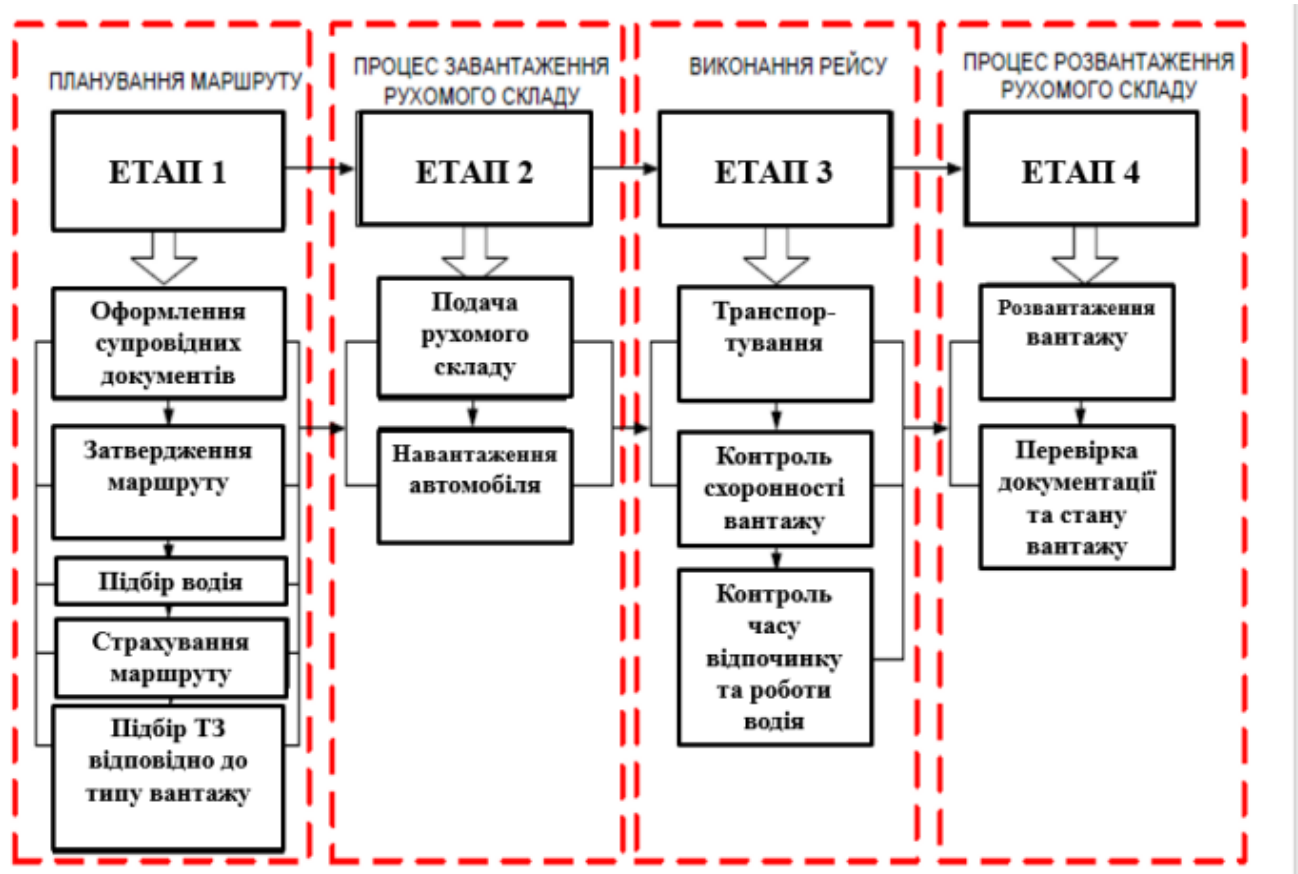 ПЛАНУВАННЯ МАРШРУТУ
ЕТАП 1
Оформлення
супровідних
документів
Затвердження
маршруту
Підбір водія
Страхування
маршруту
Підбір ТЗ
відповідно до
типу вантажу
ПРОЦЕС ЗАВАНТАЖЕННЯ
РУХОМОГО СКЛАДУ
ЕТАП 2
Подача
рухомого
складу
Навантаження
автомобіля
ВИКОНАННЯ РЕЙСУ
ЕТАП 3
Транспор-
тування
Контроль
схоронності
вантажу
Контроль
часу
відпочинку
та роботи
водія
ПРОЦЕС РОЗВАНТАЖЕННЯ
РУХОМОГО СКЛАДУ
ЕТАП 4
Розвантаження
вантажу
Перевірка
документації
та стану
вантажу